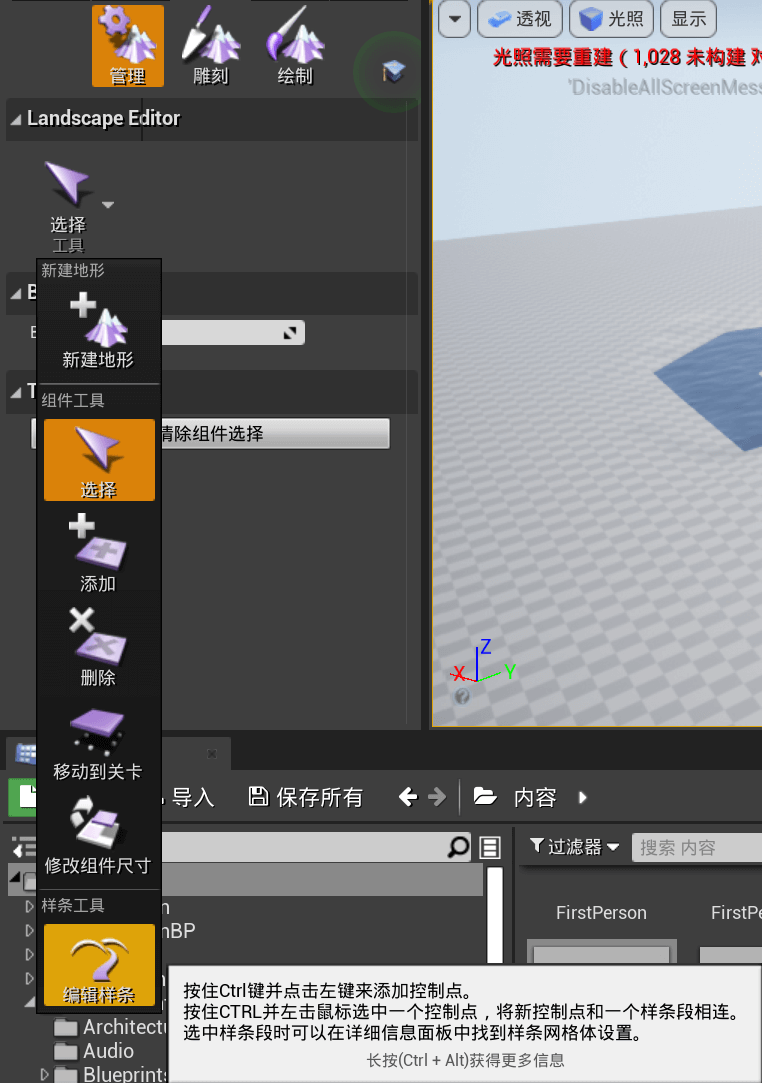 管理
雕刻
绘制
透视
光照
显示
光照需要重建 ( 1,028 未构建
'DisableAllScreenMess
Landscape Editor
选择
工具
新建地形
新建地形
组件工具
清除组件选择
选择
添加
删除
移动到关卡
修改组件尺寸
样条工具
编辑样条
X
Y
Z
导入
保存所有
内容
过滤器
搜索 内容
FirstPerson
FirstPe
nBP
Architectu
Audio
Blueprints
按住Ctrl键并点击左键来添加控制点。
按住CTRL并左击鼠标选中一个控制点，将新控制点和一个样条段相连。
选中样条段时可以在详细信息面板中找到样条网格体设置。
长按(Ctrl + Alt)获得更多信息